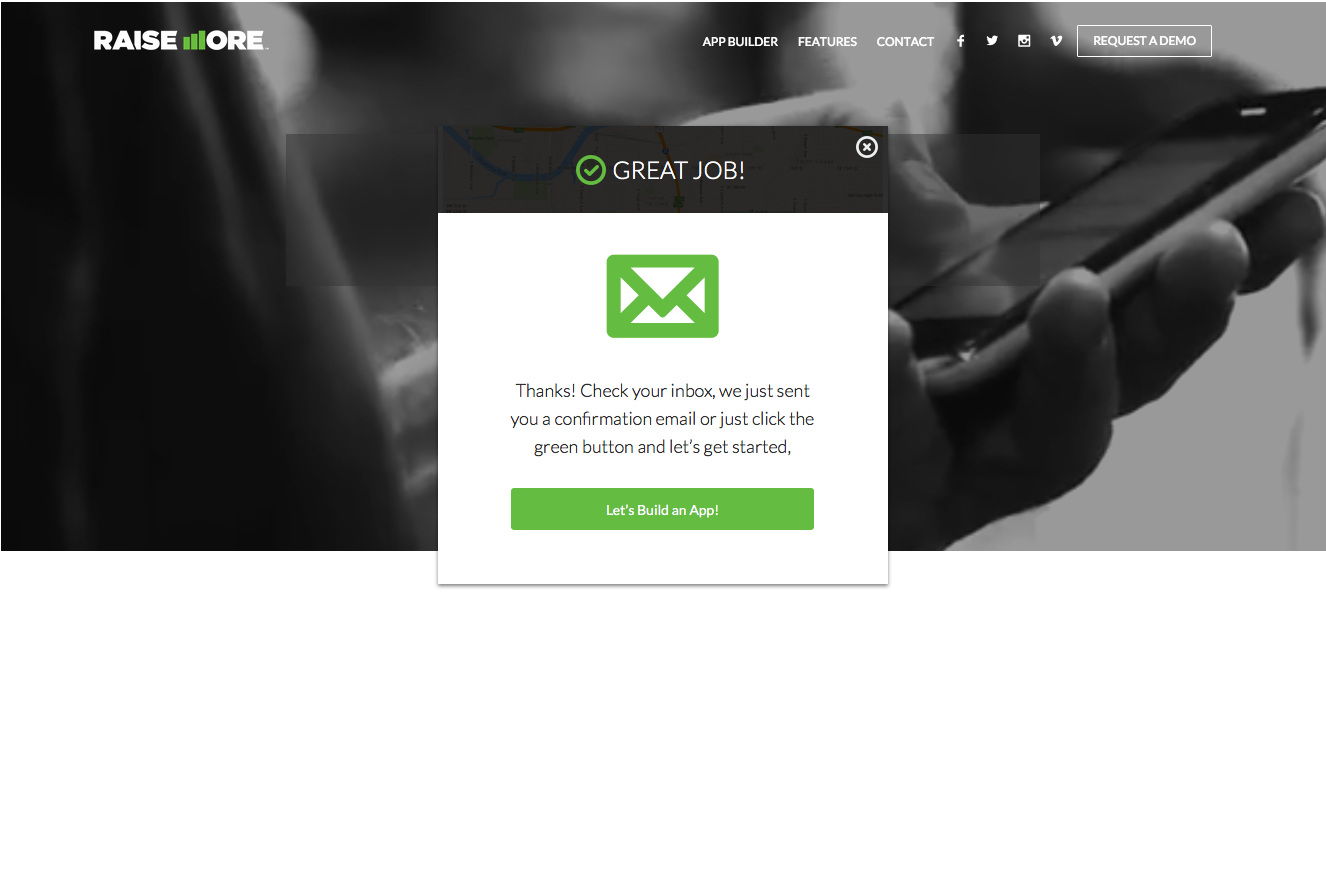 RAISE MORE
APP BUILDER FEATURES CONTACT REQUEST A DEMO
GREAT JOB!
Thanks! Check your inbox, we just sent
you a confirmation email or just click the
green button and let's get started,
Let's Build an App!